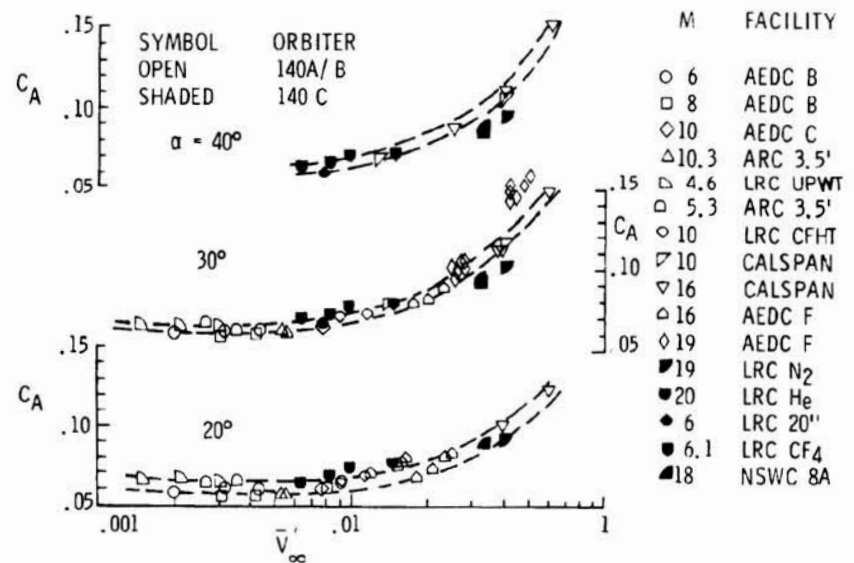 SYMBOL ORBITER
OPEN 140A/B
SHADED 140 C
α = 40°
C_A
.15
.10
.05
30°
C_A
.15
.10
.05
20°
C_A
.15
.10
.05
.001 .01 .1 1
V̄'∞
M FACILITY
6 AEDC B
8 AEDC B
10 AEDC C
10.3 ARC 3.5'
4.6 LRC UPWT
5.3 ARC 3.5'
10 LRC CFHT
10 CALSPAN
16 CALSPAN
16 AEDC F
19 AEDC F
19 LRC N2
20 LRC He
6 LRC 20"
6.1 LRC CF4
18 NSWC 8A